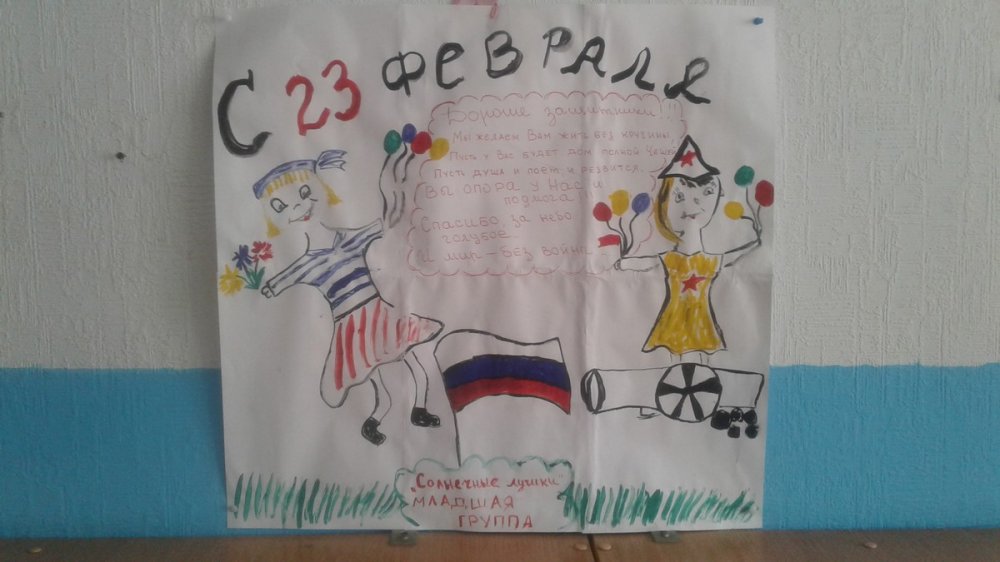 С 23 ФЕВРАЛЯ
Дорогие защитники!!
Мы желаем Вам жить без кручины.
Пусть у Вас будет дом полной чашей
Пусть душа и поёт и резвится.
Вы опора у нас и
подмога!
Спасибо за небо
голубое.
И мир - без войны
"Солнечные лучики"
МЛАДШАЯ
ГРУППА